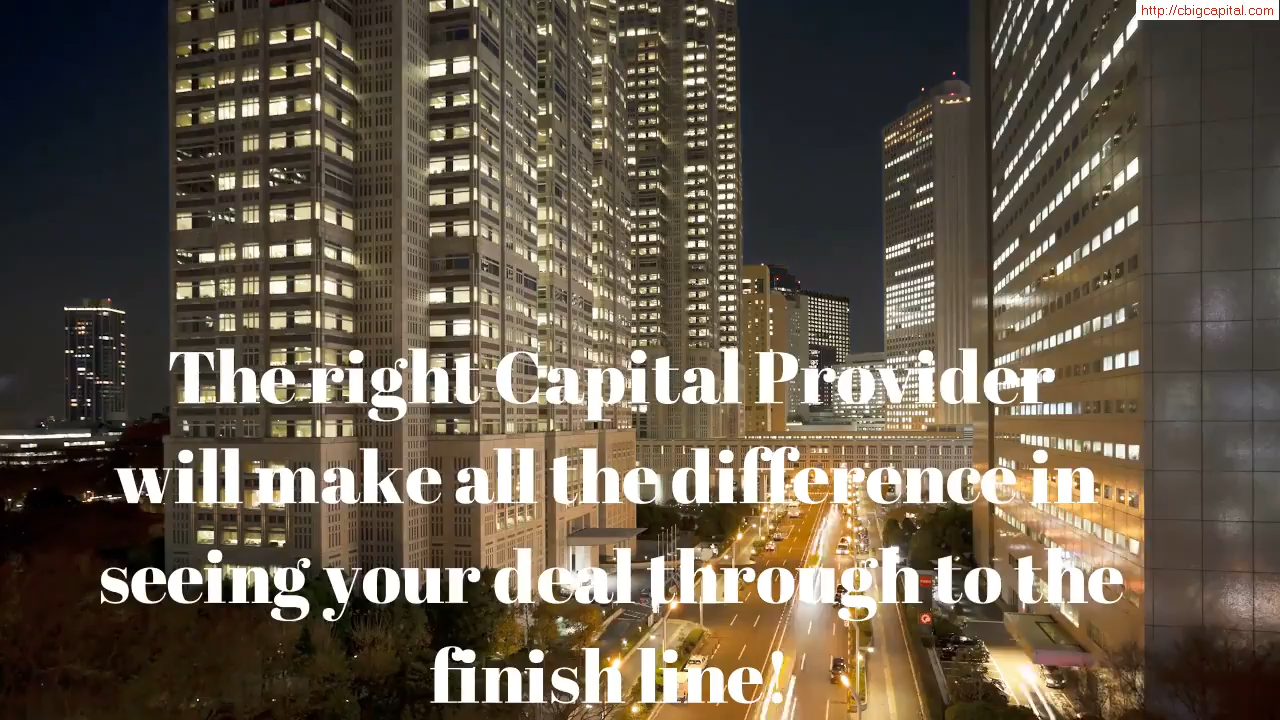 http://cbigcapital.com
The right Capital Provider
will make all the difference in
seeing your deal through to the
finish line!